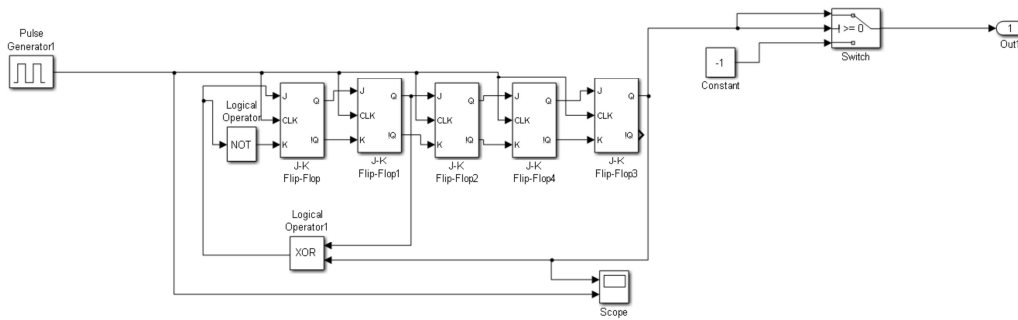 Pulse
Generator1
Logical
Operator
NOT
J
CLK
K
Q
!Q
J-K
Flip-Flop
J
CLK
K
Q
!Q
J-K
Flip-Flop1
J
CLK
K
Q
!Q
J-K
Flip-Flop2
J
CLK
K
Q
!Q
J-K
Flip-Flop4
J
CLK
K
Q
!Q
J-K
Flip-Flop3
-1
Constant
>= 0
Switch
1
Out1
Logical
Operator1
XOR
Scope